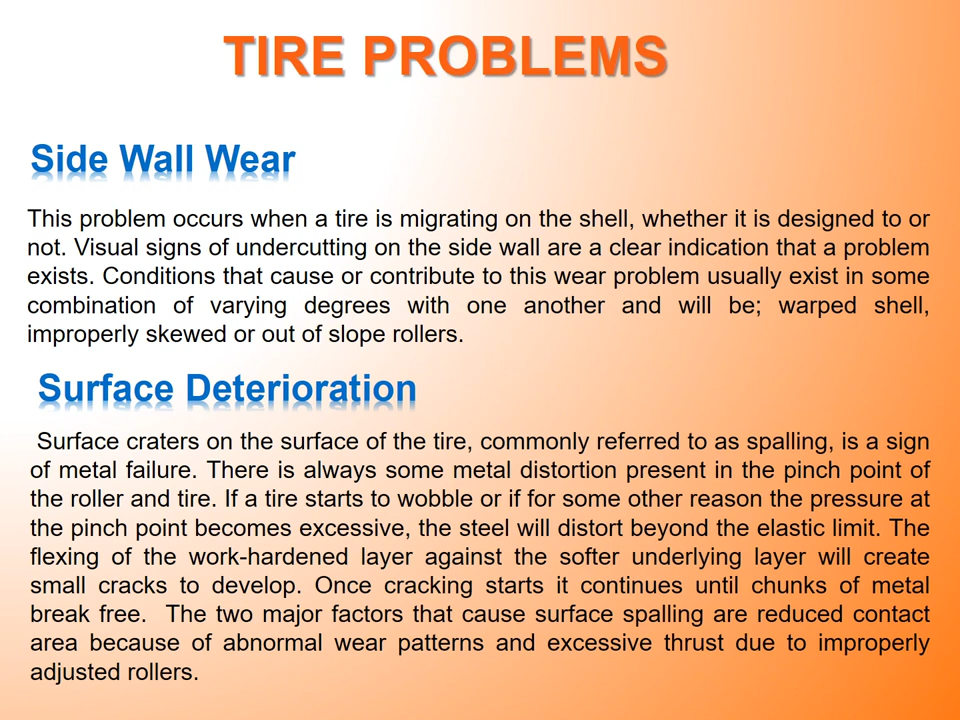 TIRE PROBLEMS
Side Wall Wear
This problem occurs when a tire is migrating on the shell, whether it is designed to or
not. Visual signs of undercutting on the side wall are a clear indication that a problem
exists. Conditions that cause or contribute to this wear problem usually exist in some
combination of varying degrees with one another and will be; warped shell,
improperly skewed or out of slope rollers.
Surface Deterioration
Surface craters on the surface of the tire, commonly referred to as spalling, is a sign
of metal failure. There is always some metal distortion present in the pinch point of
the roller and tire. If a tire starts to wobble or if for some other reason the pressure at
the pinch point becomes excessive, the steel will distort beyond the elastic limit. The
flexing of the work-hardened layer against the softer underlying layer will create
small cracks to develop. Once cracking starts it continues until chunks of metal
break free.  The two major factors that cause surface spalling are reduced contact
area because of abnormal wear patterns and excessive thrust due to improperly
adjusted rollers.